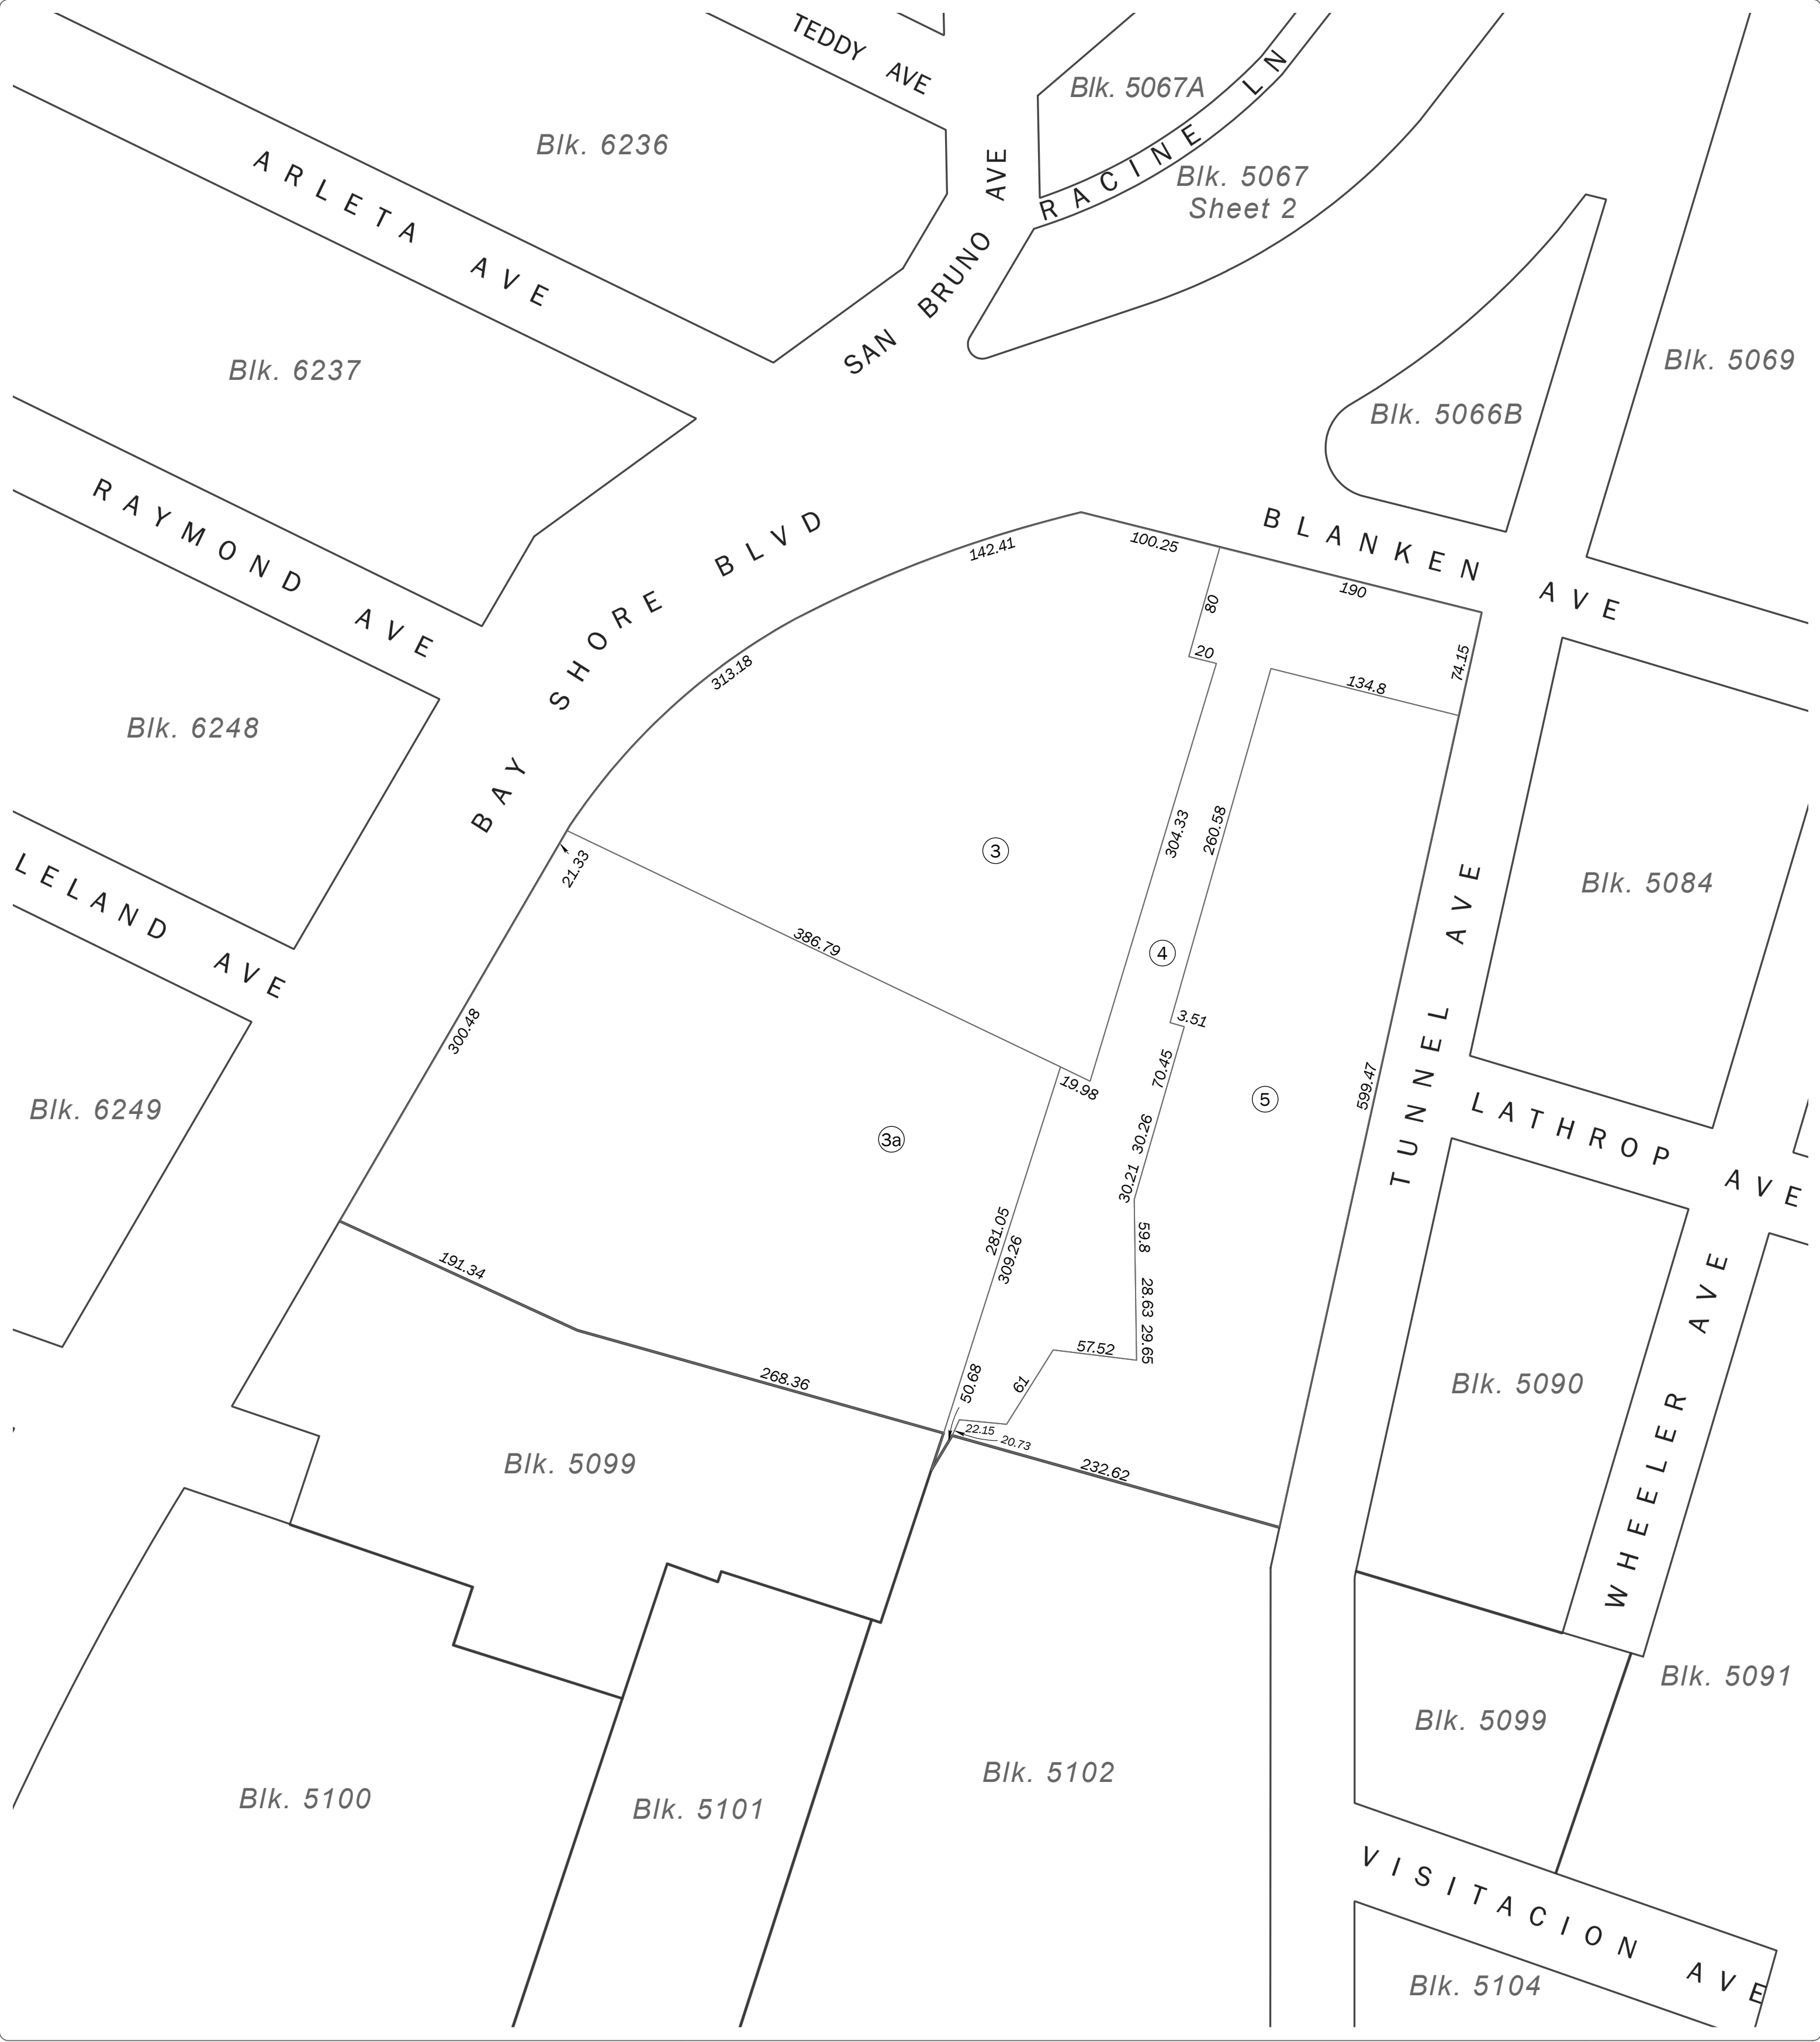 TEDDY AVE
Blk. 5067A
RACINE LN
Blk. 6236
ARLETA AVE
SAN BRUNO AVE
Blk. 5067
Sheet 2
Blk. 6237
Blk. 5069
Blk. 5066B
RAYMOND AVE
BAY SHORE BLVD
BLANKEN AVE
142.41
100.25
190
80
20
74.15
134.8
313.18
Blk. 6248
304.33
260.58
3
21.33
LELAND AVE
386.79
4
Blk. 5084
TUNNEL AVE
300.48
3.51
70.45
19.98
599.47
5
Blk. 6249
3a
LATHROP AVE
30.26
30.21
281.05
309.26
59.8
28.63
29.65
191.34
57.52
268.36
61
50.68
22.15
20.73
232.62
WHEELER AVE
Blk. 5090
Blk. 5099
Blk. 5091
Blk. 5099
Blk. 5102
Blk. 5100
Blk. 5101
VISITACION AVE
Blk. 5104